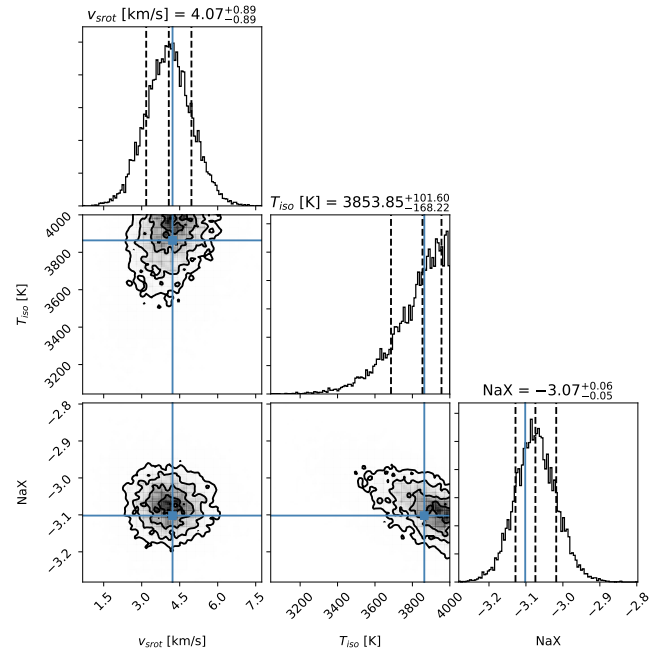 v_srot [km/s] = 4.07^{+0.89}_{−0.89}
T_iso [K] = 3853.85^{+101.60}_{−168.22}
NaX = −3.07^{+0.06}_{−0.05}
T_iso [K]
4000
3800
3600
3400
3200
NaX
−2.8
−2.9
−3.0
−3.1
−3.2
1.5 3.0 4.5 6.0 7.5
v_srot [km/s]
3200 3400 3600 3800 4000
T_iso [K]
−3.2 −3.1 −3.0 −2.9 −2.8
NaX